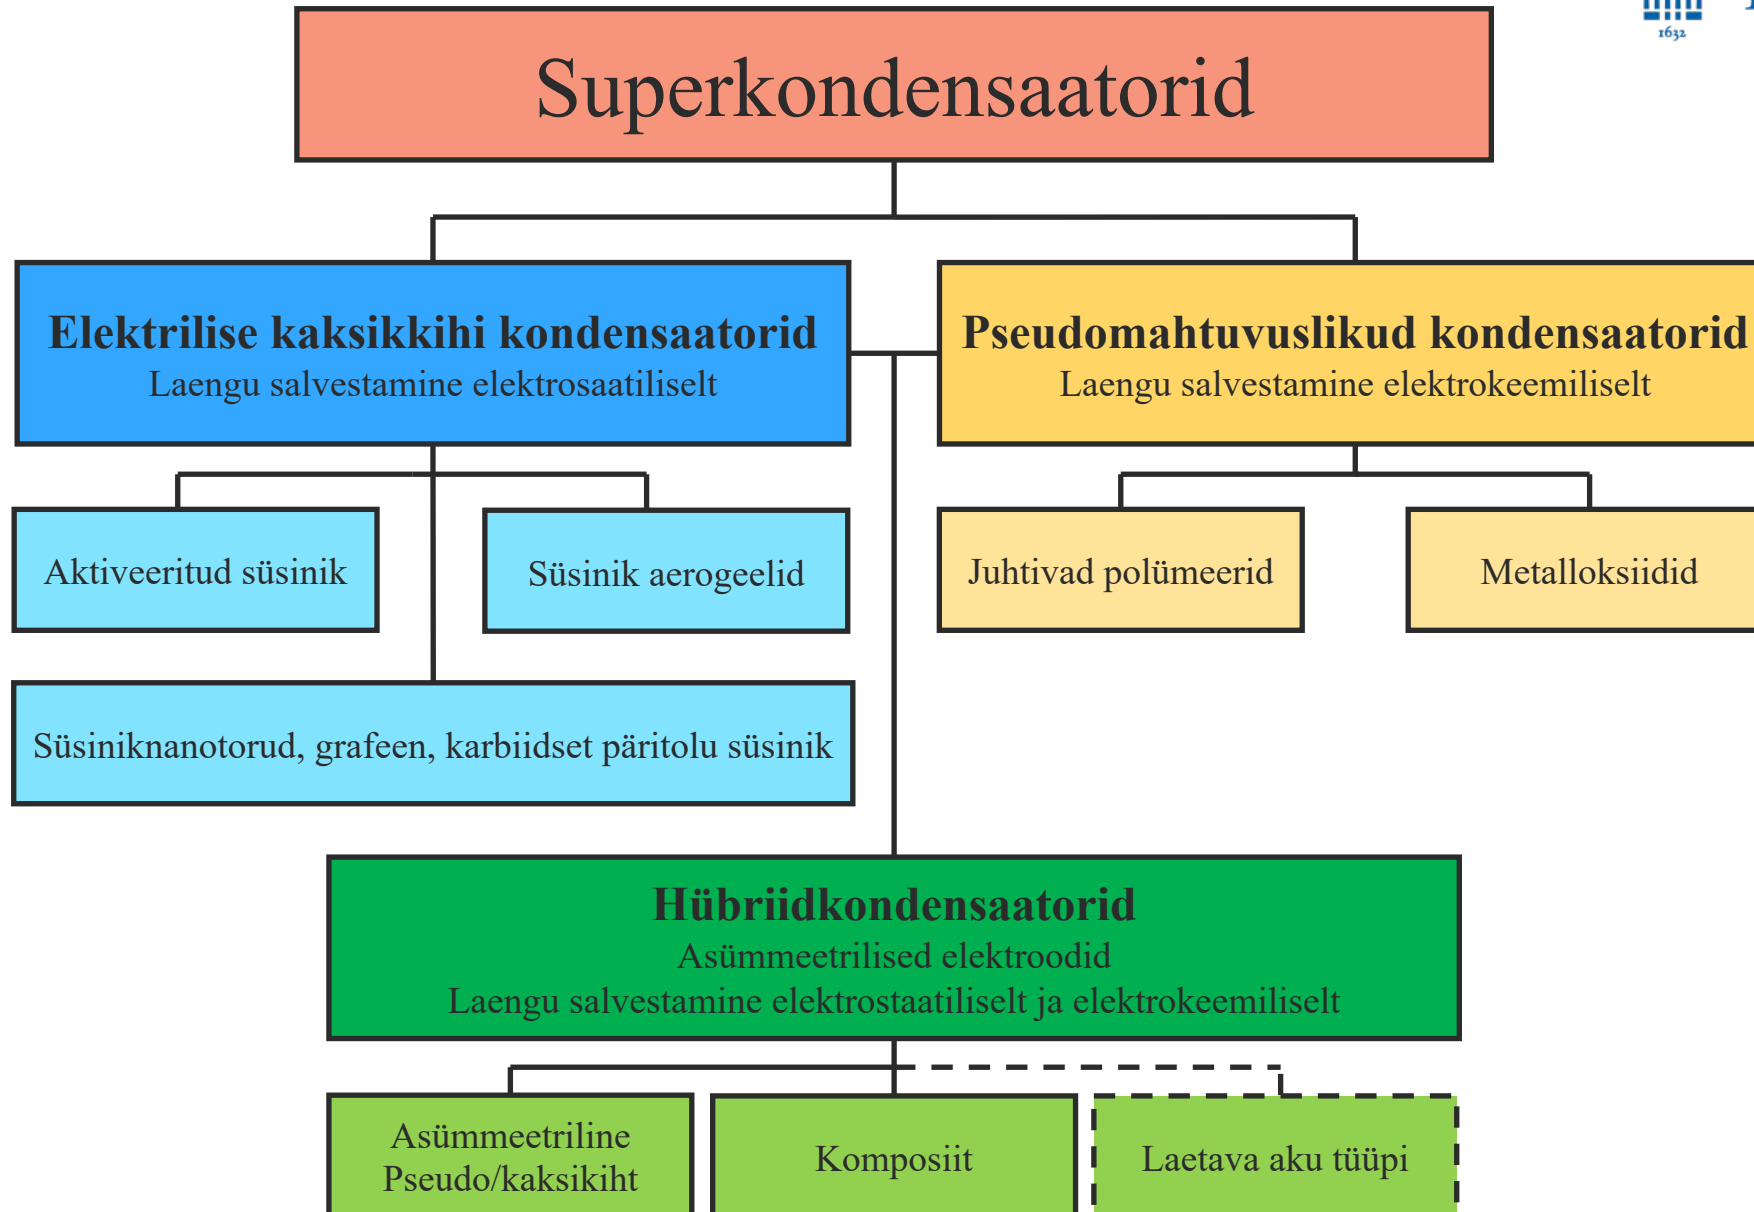 1632
Superkondensaatorid
Elektrilise kaksikkihi kondensaatorid
Laengu salvestamine elektrosaatiliselt
Pseudomahtuvuslikud kondensaatorid
Laengu salvestamine elektrokeemiliselt
Aktiveeritud süsinik
Süsinik aerogeelid
Juhtivad polümeerid
Metalloksiidid
Süsiniknanotorud, grafeen, karbiidset päritolu süsinik
Hübriidkondensaatorid
Asümmeetrilised elektroodid
Laengu salvestamine elektrostaatiliselt ja elektrokeemiliselt
Asümmeetriline
Pseudo/kaksikiht
Komposiit
Laetava aku tüüpi